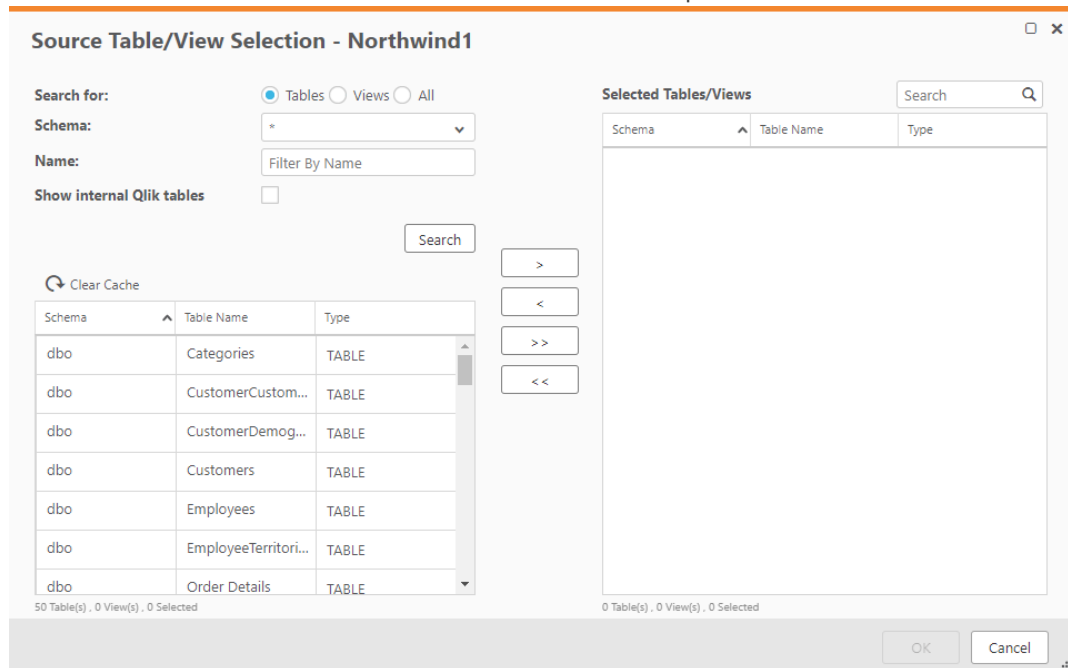 Source Table/View Selection - Northwind1
Search for:
Tables Views All
Schema:
*
Name:
Filter By Name
Show internal Qlik tables
Search
Clear Cache
Schema Table Name Type
dbo Categories TABLE
dbo CustomerCustom... TABLE
dbo CustomerDemog... TABLE
dbo Customers TABLE
dbo Employees TABLE
dbo EmployeeTerritori... TABLE
dbo Order Details TABLE
50 Table(s) , 0 View(s) , 0 Selected
>
<
>>
<<
Selected Tables/Views
Search
Schema Table Name Type
0 Table(s) , 0 View(s) , 0 Selected
OK Cancel